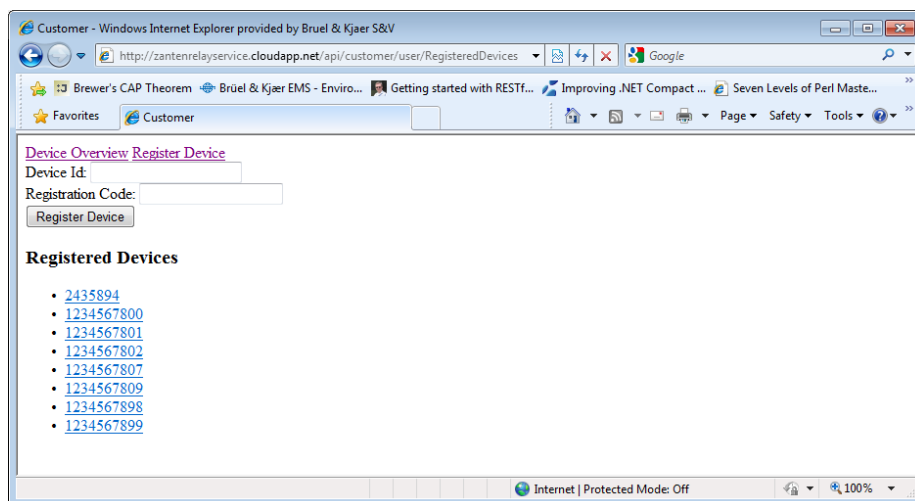 Customer - Windows Internet Explorer provided by Bruel & Kjaer S&V
http://zantenrelayservice.cloudapp.net/api/customer/user/RegisteredDevices
Google
Brewer's CAP Theorem Brüel & Kjær EMS - Enviro... Getting started with RESTf... Improving .NET Compact ... Seven Levels of Perl Maste... »
Favorites Customer Page Safety Tools »
Device Overview Register Device
Device Id:
Registration Code:
Register Device
Registered Devices
• 2435894
• 1234567800
• 1234567801
• 1234567802
• 1234567807
• 1234567809
• 1234567898
• 1234567899
Internet | Protected Mode: Off 100%